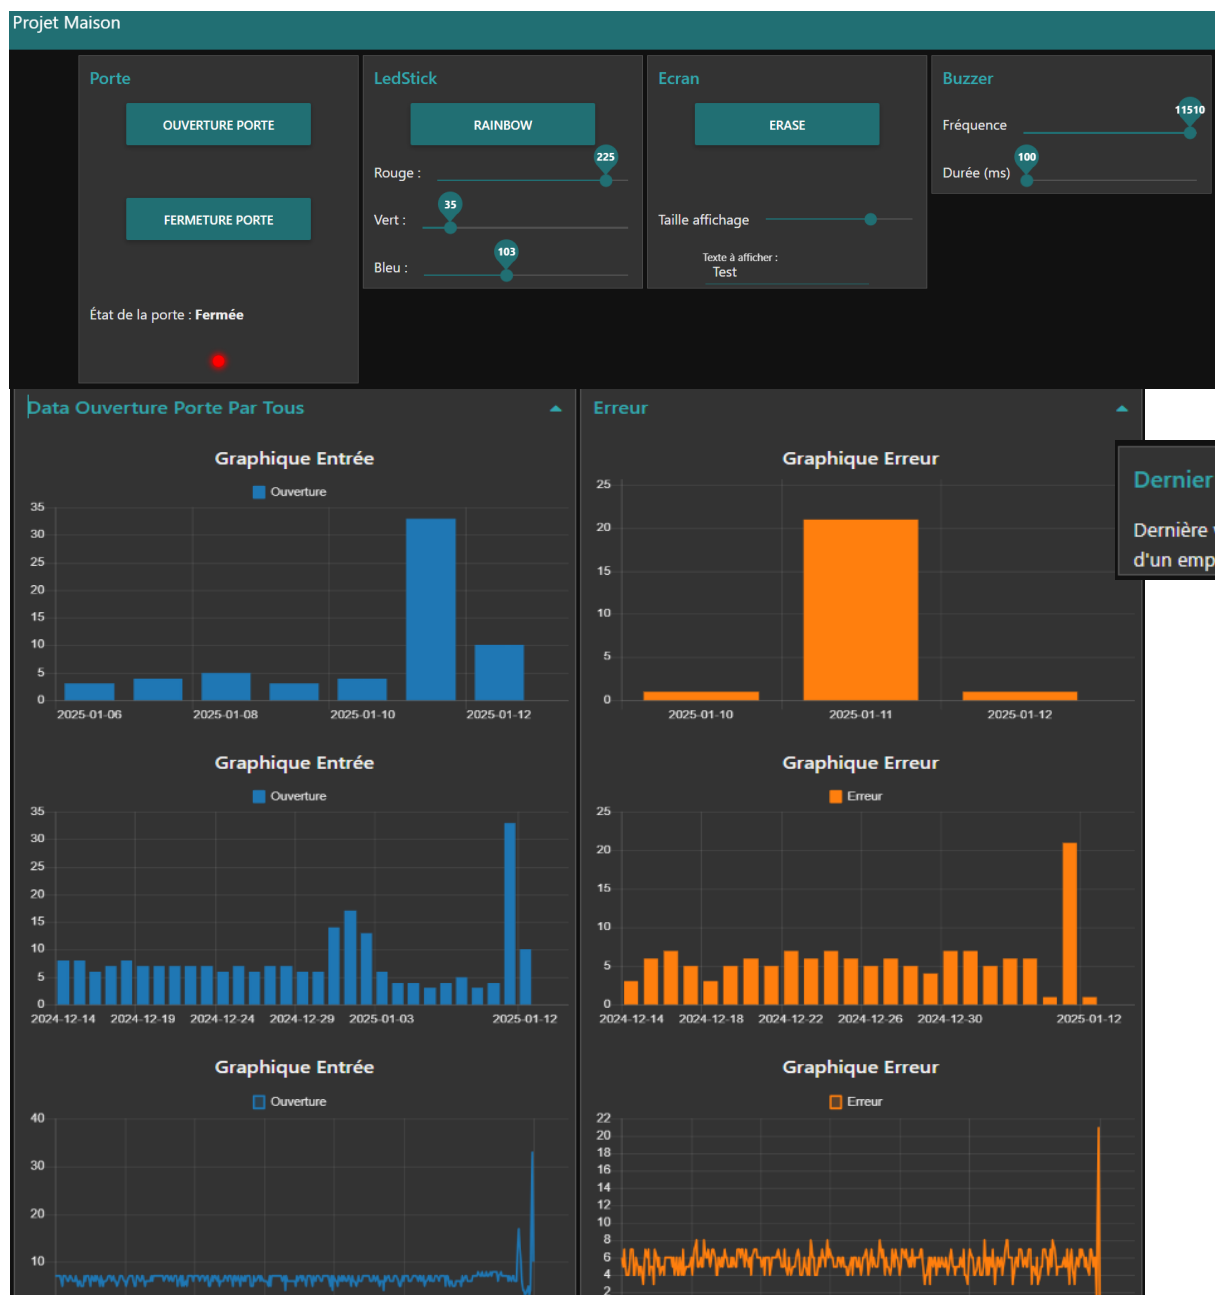 Projet Maison
Porte
OUVERTURE PORTE
FERMETURE PORTE
État de la porte : Fermée
LedStick
RAINBOW
Rouge :
225
Vert :
35
Bleu :
103
Ecran
ERASE
Taille affichage
Texte à afficher :
Test
Buzzer
Fréquence
11510
Durée (ms)
100
Data Ouverture Porte Par Tous
Graphique Entrée
Ouverture
35
30
25
20
15
10
5
0
2025-01-06 2025-01-08 2025-01-10 2025-01-12
Graphique Entrée
Ouverture
35
30
25
20
15
10
5
0
2024-12-14 2024-12-19 2024-12-24 2024-12-29 2025-01-03 2025-01-12
Graphique Entrée
Ouverture
40
30
20
10
Erreur
Graphique Erreur
25
20
15
10
5
0
2025-01-10 2025-01-11 2025-01-12
Graphique Erreur
Erreur
25
20
15
10
5
0
2024-12-14 2024-12-18 2024-12-22 2024-12-26 2024-12-30 2025-01-12
Graphique Erreur
Erreur
22
20
18
16
14
12
10
8
6
4
2
Dernier
Dernière
d'un emp